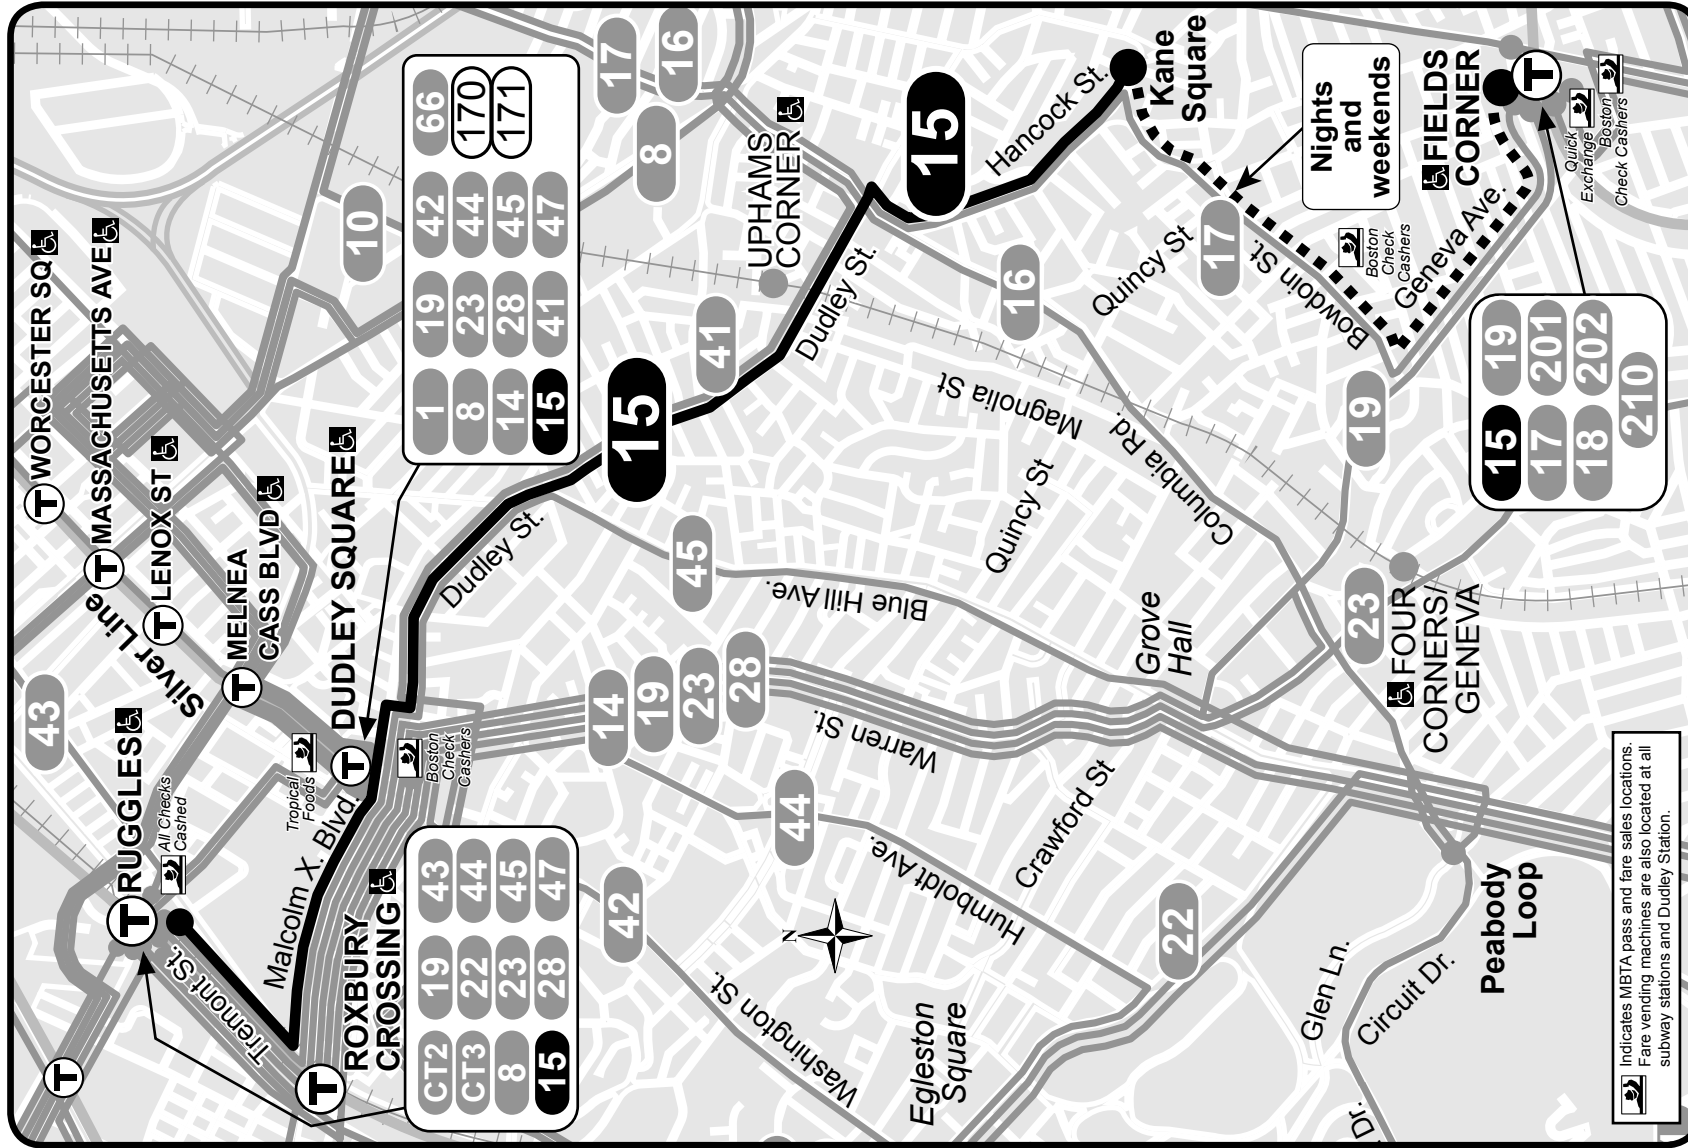 WORCESTER SQ
T
MASSACHUSETTS AVE
T
LENOX ST
T
MELNEA
CASS BLVD
T
Silver Line
DUDLEY SQUARE
T
RUGGLES
T
All Checks
Cashed
Tropical
Foods
Boston
Check
Cashers
ROXBURY
CROSSING
T
T
Tremont St.
Malcolm X. Blvd.
Dudley St.
Dudley St.
1 19 42 66
8 23 44 170
14 28 45 171
15 41 47
CT2 19 43
CT3 22 44
8 23 45
15 28 47
43
10
17
16
8
41
15
15
45
14
19
23
28
44
42
22
16
17
19
23
UPHAMS
CORNER
Hancock St.
Kane
Square
Nights
and
weekends
FIELDS
CORNER
T
Quick
Exchange
Boston
Check Cashers
Boston
Check
Cashers
Geneva Ave.
Bowdoin St.
Quincy St
Quincy St
Magnolia St
Columbia Rd.
Blue Hill Ave.
Grove
Hall
Warren St.
Crawford St
Humboldt Ave.
Washington St.
Egleston
Square
N
FOUR
CORNERS/
GENEVA
15 19
17 201
18 202
210
Peabody
Loop
Glen Ln.
Circuit Dr.
Dr.
Indicates MBTA pass and fare sales locations.
Fare vending machines are also located at all
subway stations and Dudley Station.